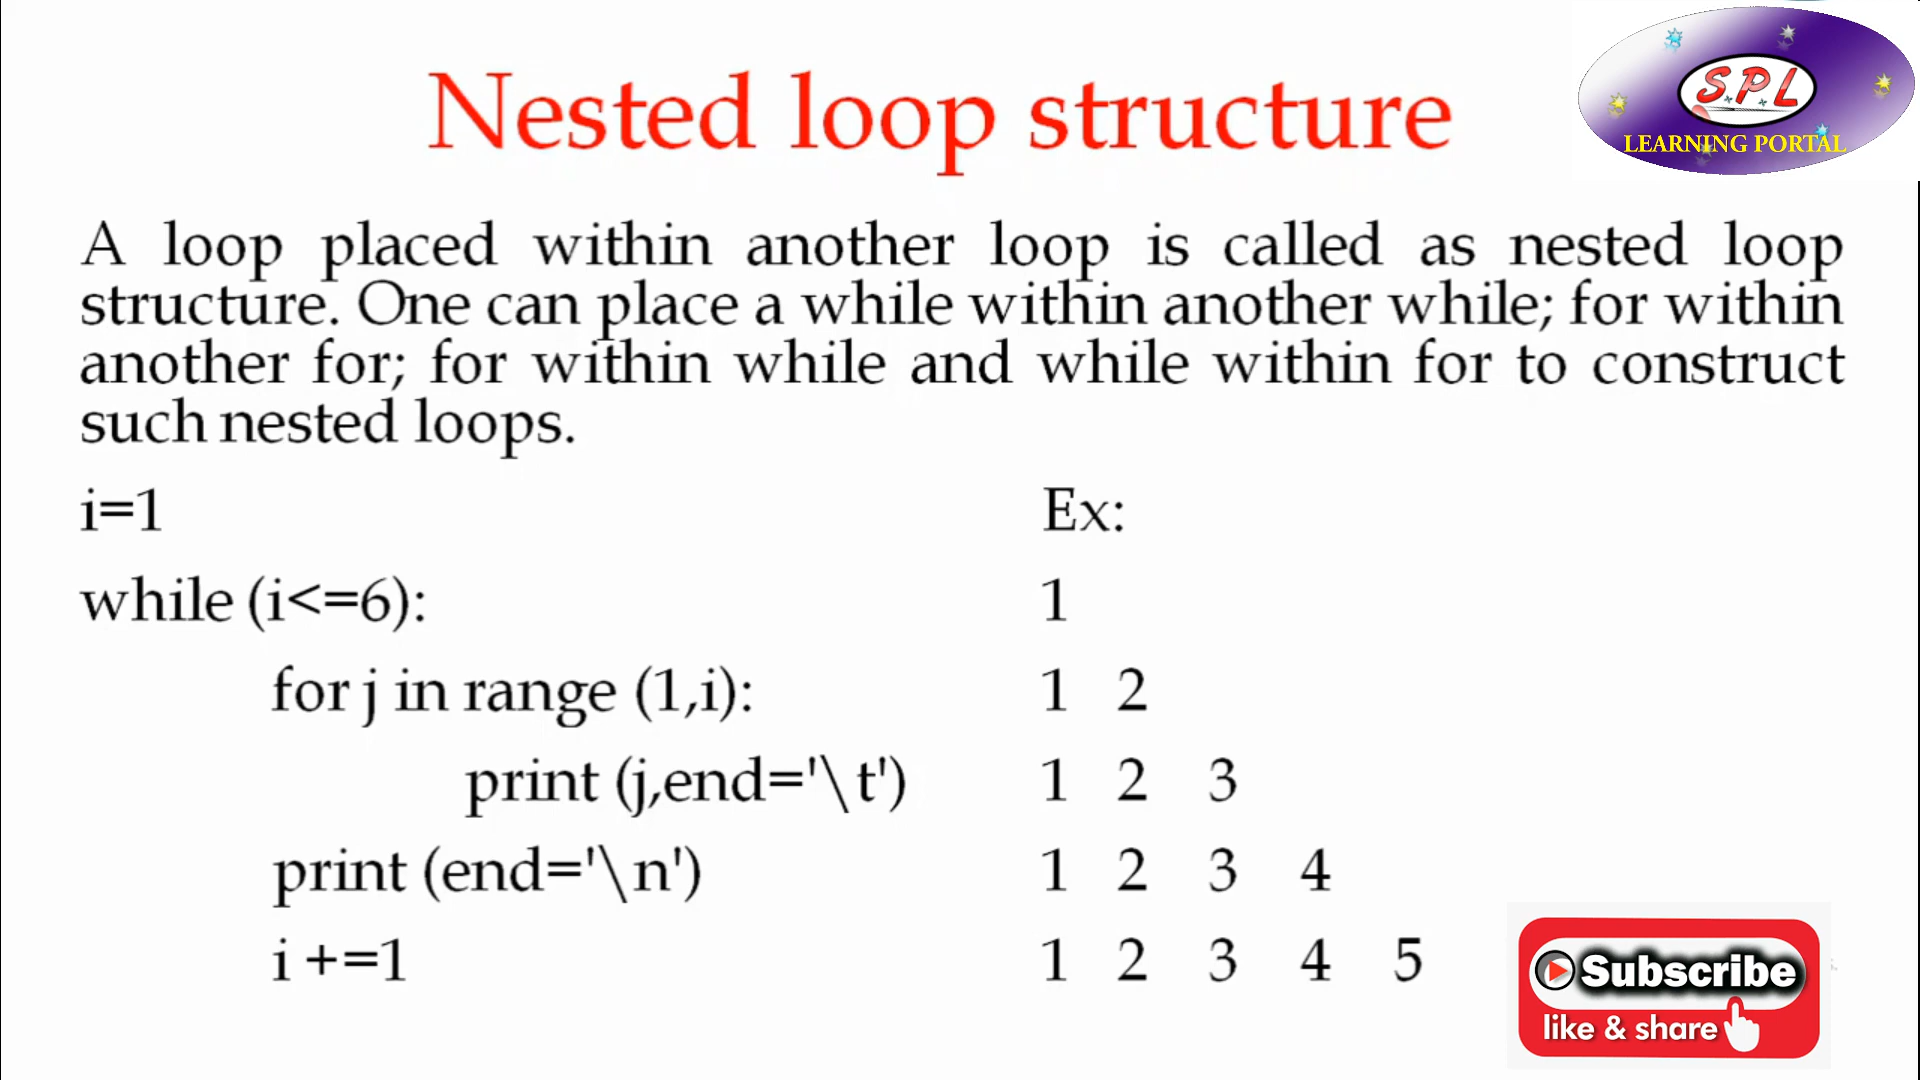 Nested loop structure
S.P.L
LEARNING PORTAL
A loop placed within another loop is called as nested loop
structure. One can place a while within another while; for within
another for; for within while and while within for to construct
such nested loops.
i=1
while (i<=6):
for j in range (1,i):
print (j,end='\t')
print (end='\n')
i +=1
Ex:
1
1 2
1 2 3
1 2 3 4
1 2 3 4 5
Subscribe
like & share